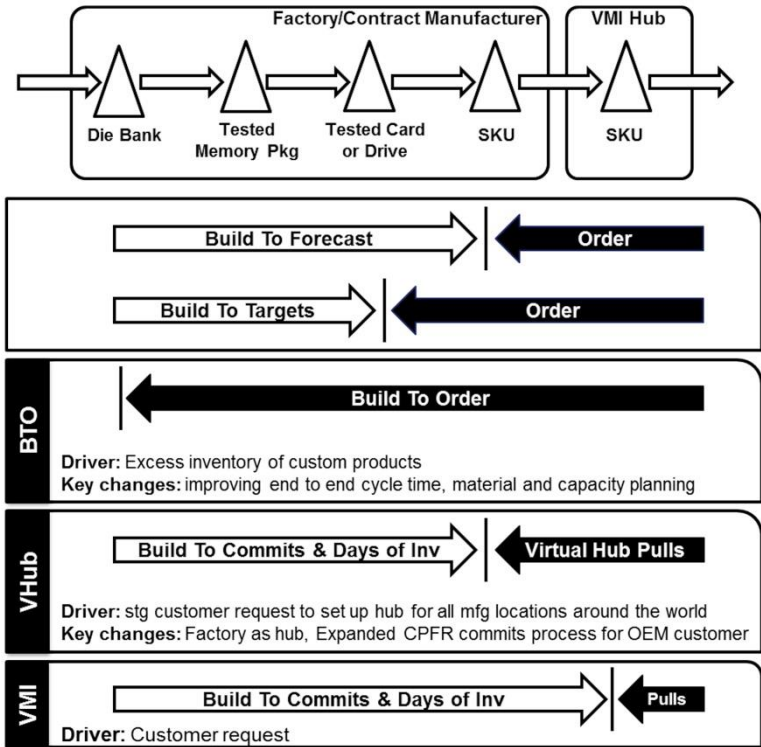 Factory/Contract Manufacturer
VMI Hub
Die Bank
Tested
Memory Pkg
Tested Card
or Drive
SKU
SKU
Build To Forecast
Order
Build To Targets
Order
BTO
Build To Order
Driver: Excess inventory of custom products
Key changes: improving end to end cycle time, material and capacity planning
VHub
Build To Commits & Days of Inv
Virtual Hub Pulls
Driver: stg customer request to set up hub for all mfg locations around the world
Key changes: Factory as hub, Expanded CPFR commits process for OEM customer
VMI
Build To Commits & Days of Inv
Pulls
Driver: Customer request